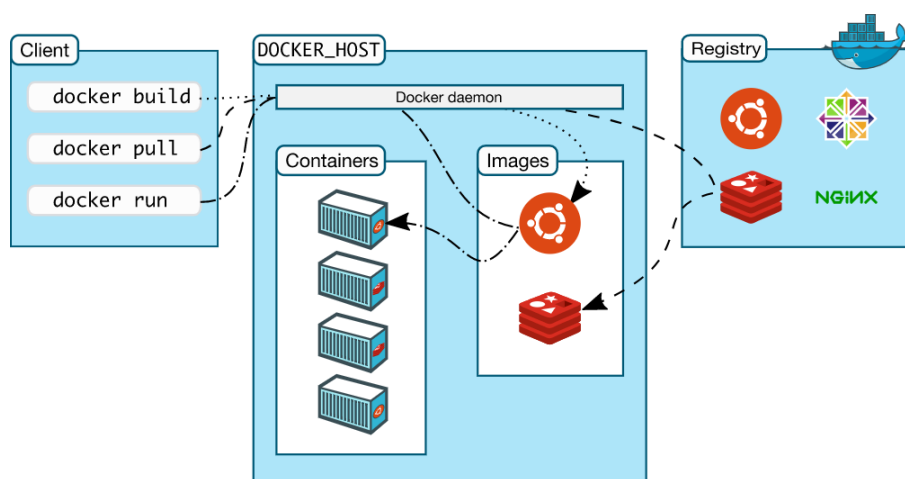 Client
docker build
docker pull
docker run
DOCKER_HOST
Docker daemon
Containers
Images
Registry
NGINX